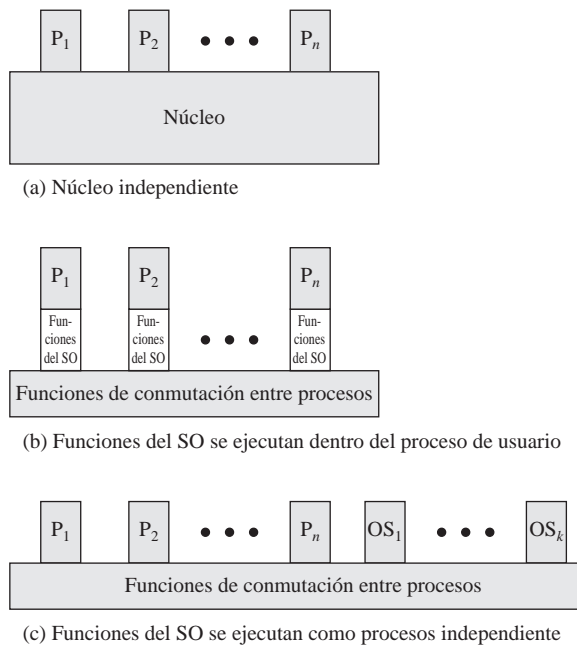 P1 P2 Pn
Núcleo
(a) Núcleo independiente
P1 P2 Pn
Fun-
ciones
del SO
Fun-
ciones
del SO
Fun-
ciones
del SO
Funciones de conmutación entre procesos
(b) Funciones del SO se ejecutan dentro del proceso de usuario
P1 P2 Pn OS1 OSk
Funciones de conmutación entre procesos
(c) Funciones del SO se ejecutan como procesos independiente